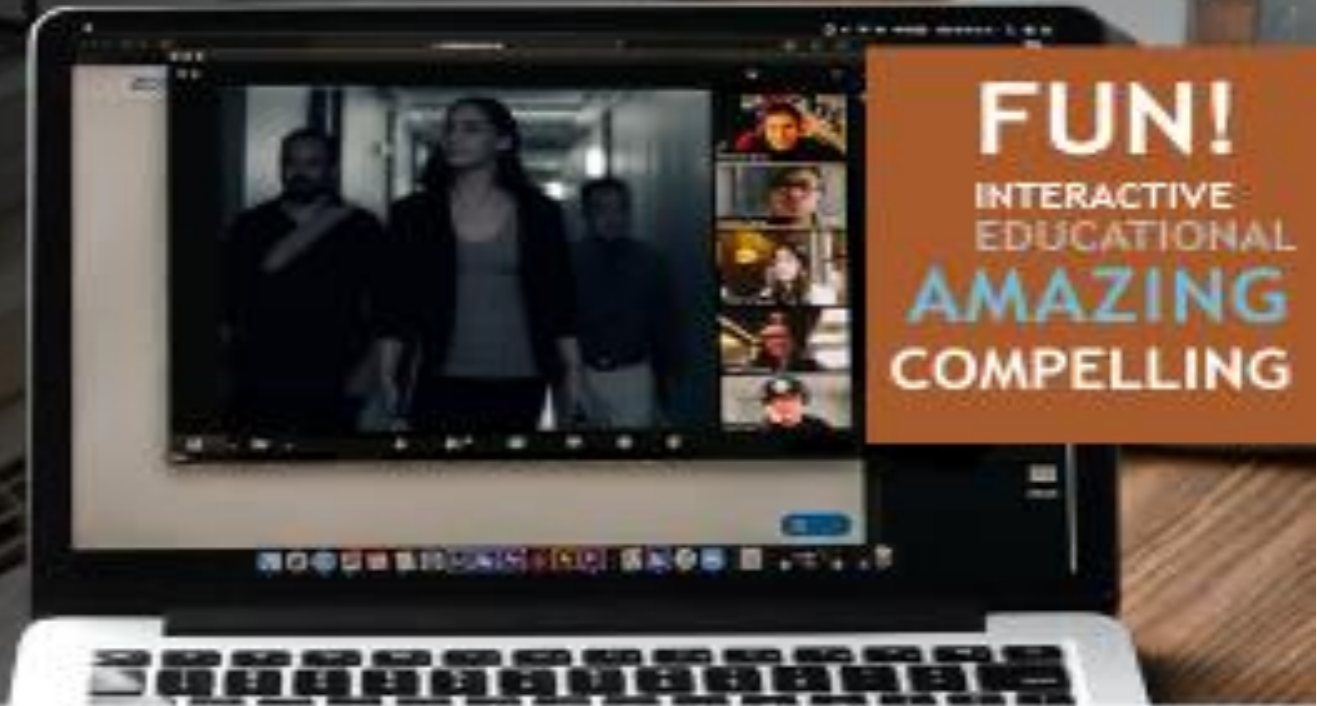 FUN!
INTERACTIVE
EDUCATIONAL
AMAZING
COMPELLING